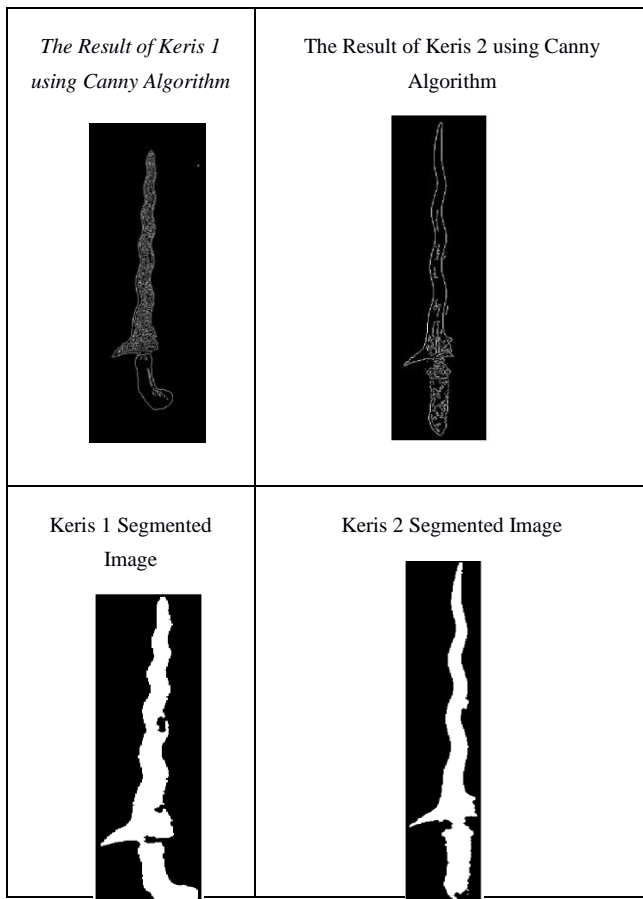 The Result of Keris 1
using Canny Algorithm
The Result of Keris 2 using Canny
Algorithm
Keris 1 Segmented
Image
Keris 2 Segmented Image